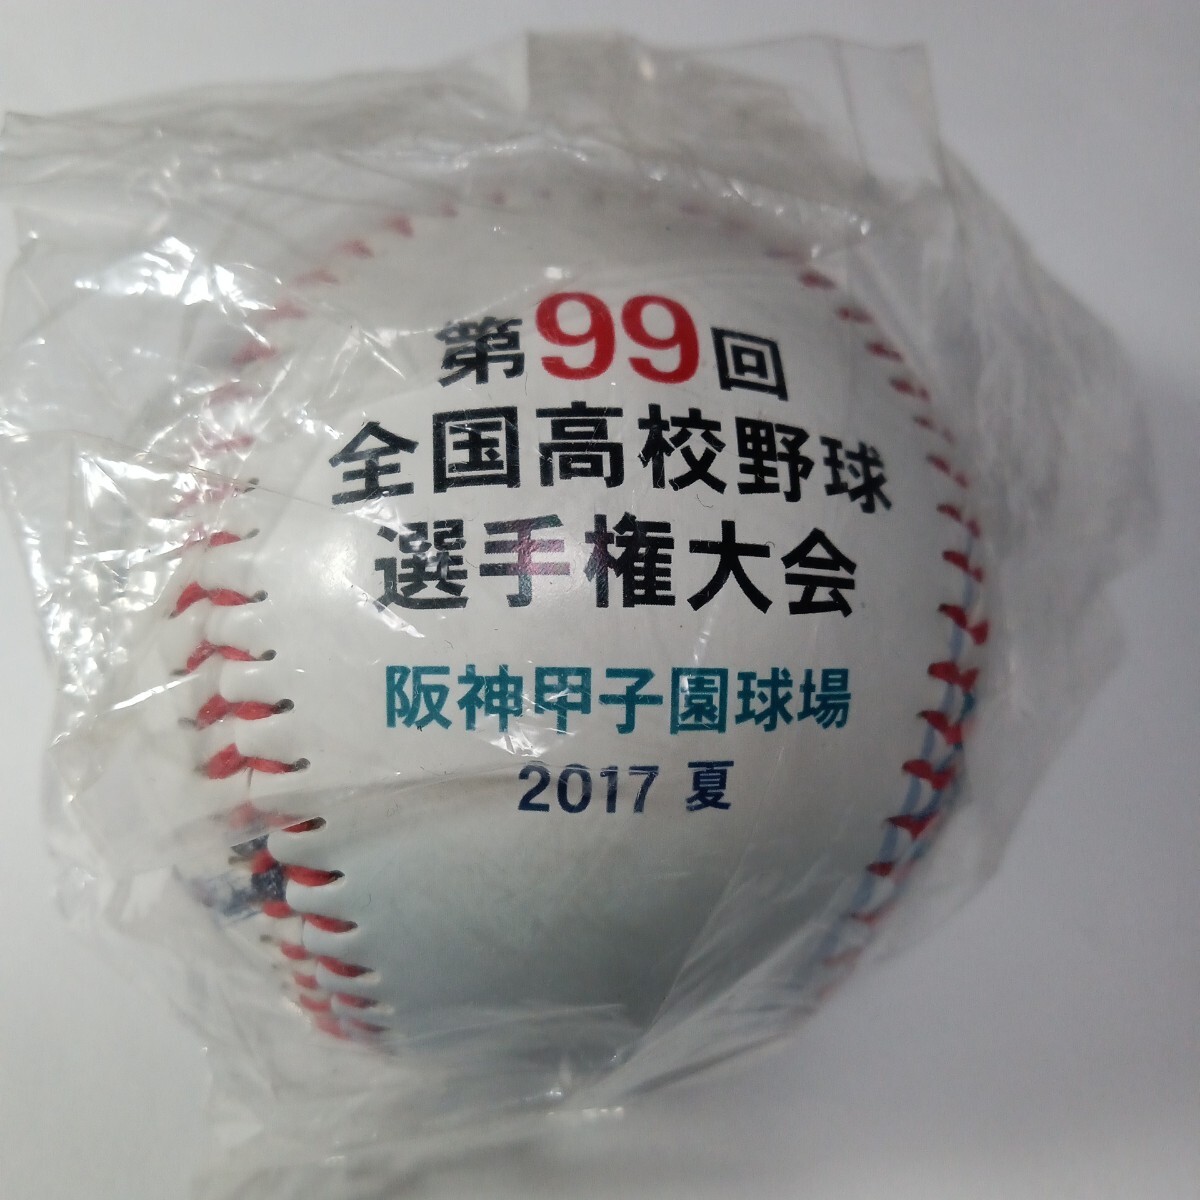 第99回
全国高校野球
選手権大会
阪神甲子園球場
2017 夏